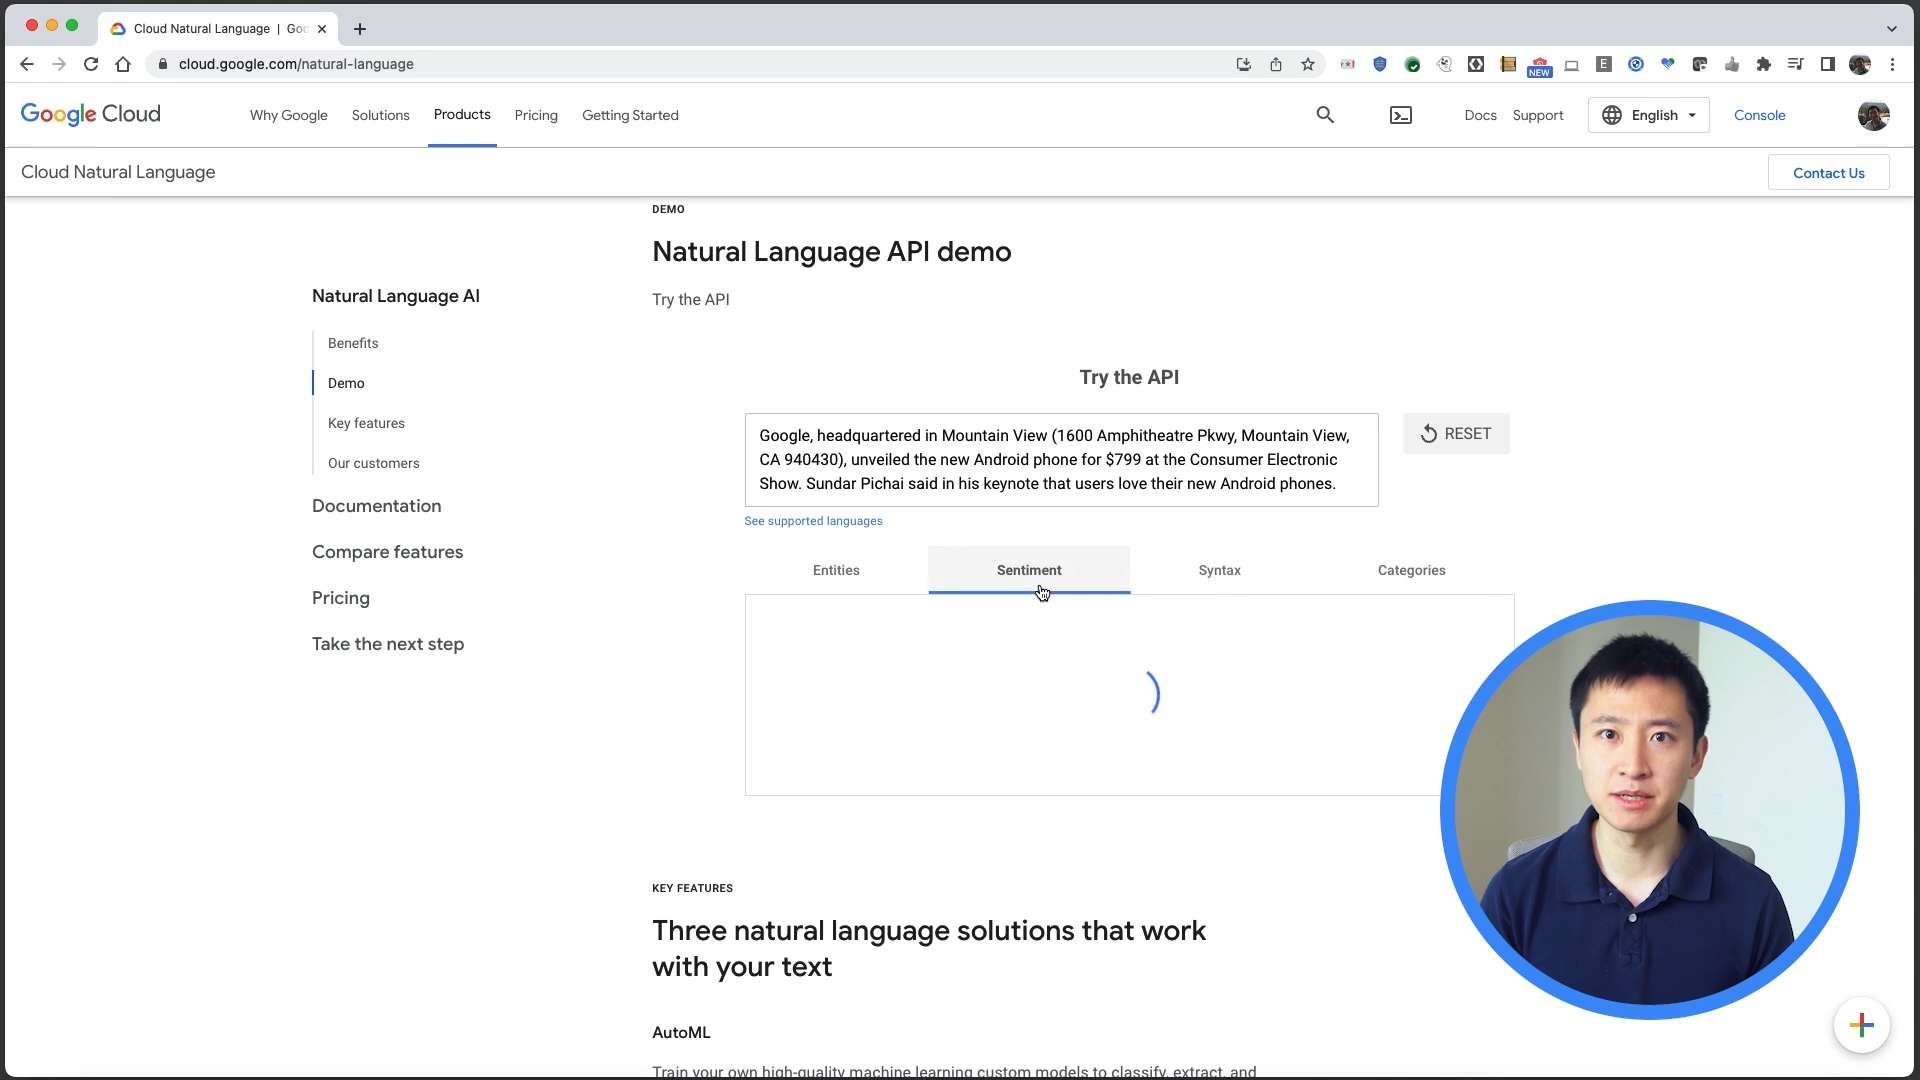 Cloud Natural Language | Goo
cloud.google.com/natural-language
NEW
E
Google Cloud
Why Google
Solutions
Products
Pricing
Getting Started
Docs
Support
English
Console
Cloud Natural Language
Contact Us
DEMO
Natural Language API demo
Try the API
Natural Language AI
Benefits
Demo
Key features
Our customers
Documentation
Compare features
Pricing
Take the next step
Try the API
Google, headquartered in Mountain View (1600 Amphitheatre Pkwy, Mountain View,
CA 940430), unveiled the new Android phone for $799 at the Consumer Electronic
Show. Sundar Pichai said in his keynote that users love their new Android phones.
RESET
See supported languages
Entities
Sentiment
Syntax
Categories
KEY FEATURES
Three natural language solutions that work
with your text
AutoML
Train your own high-quality machine learning custom models to classify, extract, and